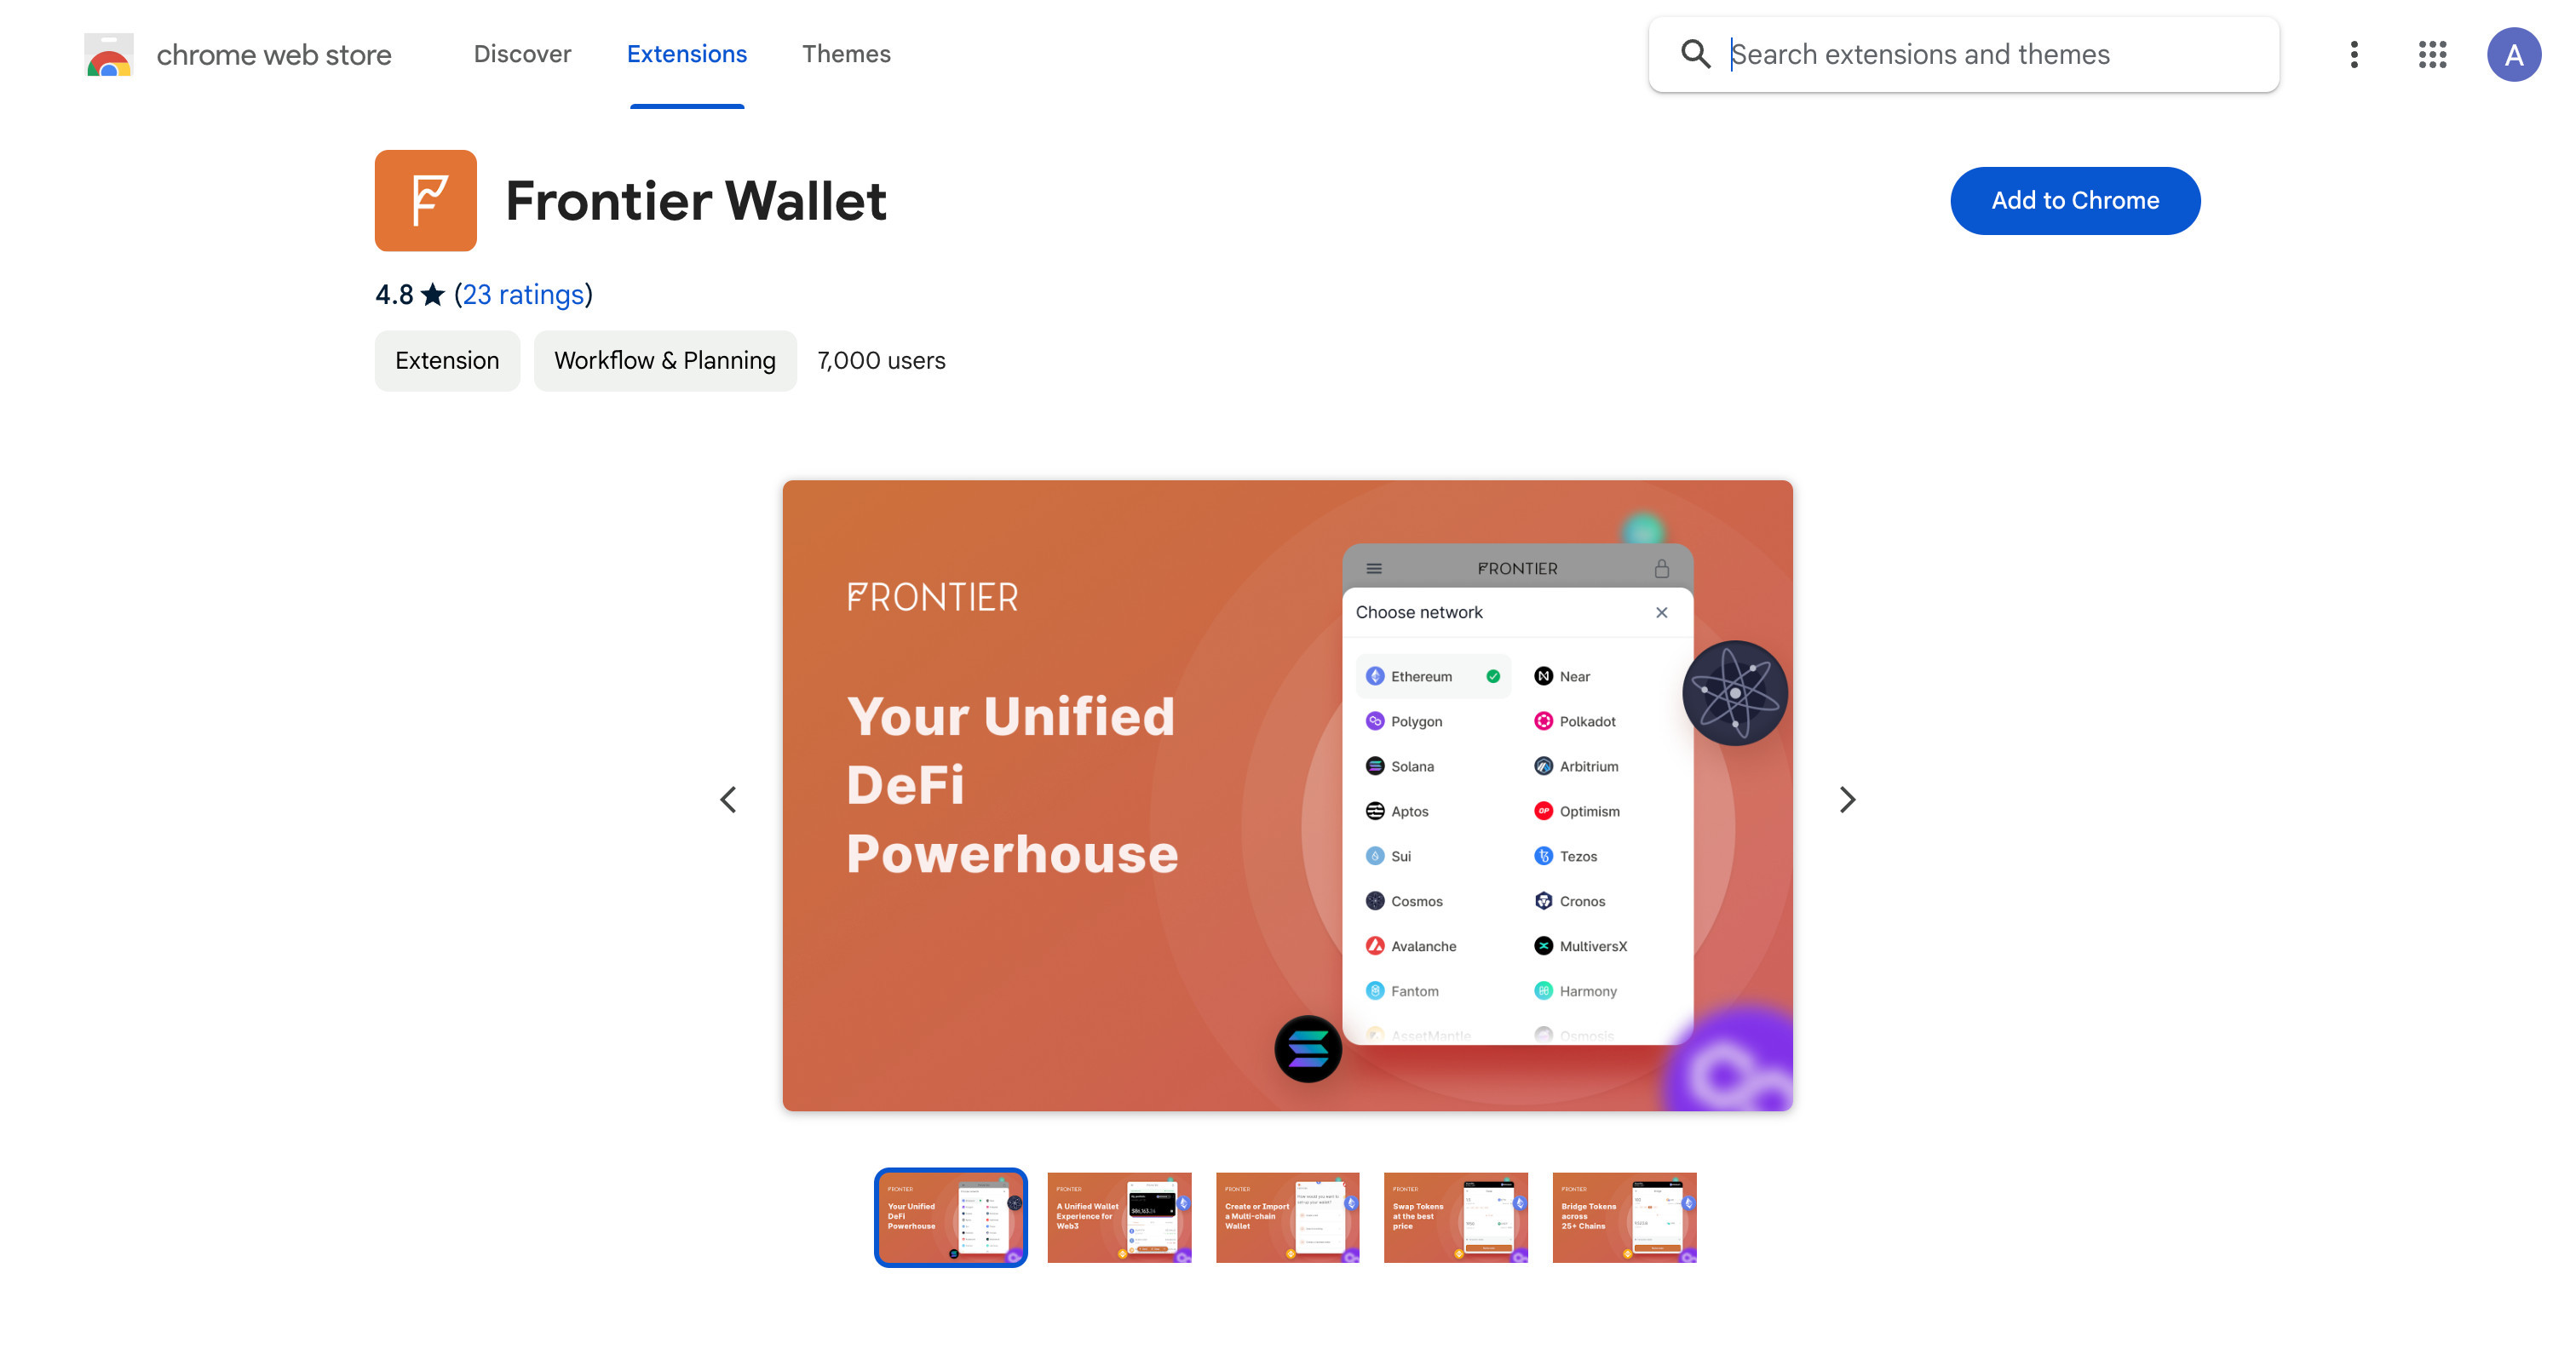 chrome web store
Discover
Extensions
Themes
Search extensions and themes
A
Frontier Wallet
Add to Chrome
4.8 ★ (23 ratings)
Extension
Workflow & Planning
7,000 users
FRONTIER
Your Unified
DeFi
Powerhouse
FRONTIER
Choose network
Ethereum
Near
Polygon
Polkadot
Solana
Arbitrium
Aptos
Optimism
Sui
Tezos
Cosmos
Cronos
Avalanche
MultiversX
Fantom
Harmony
AssetMantle
Osmosis
FRONTIER
Your Unified
DeFi
Powerhouse
FRONTIER
A Unified Wallet
Experience for
Web3
FRONTIER
Create or Import
a Multi-chain
Wallet
FRONTIER
Swap Tokens
at the best
price
FRONTIER
Bridge Tokens
across
25+ Chains